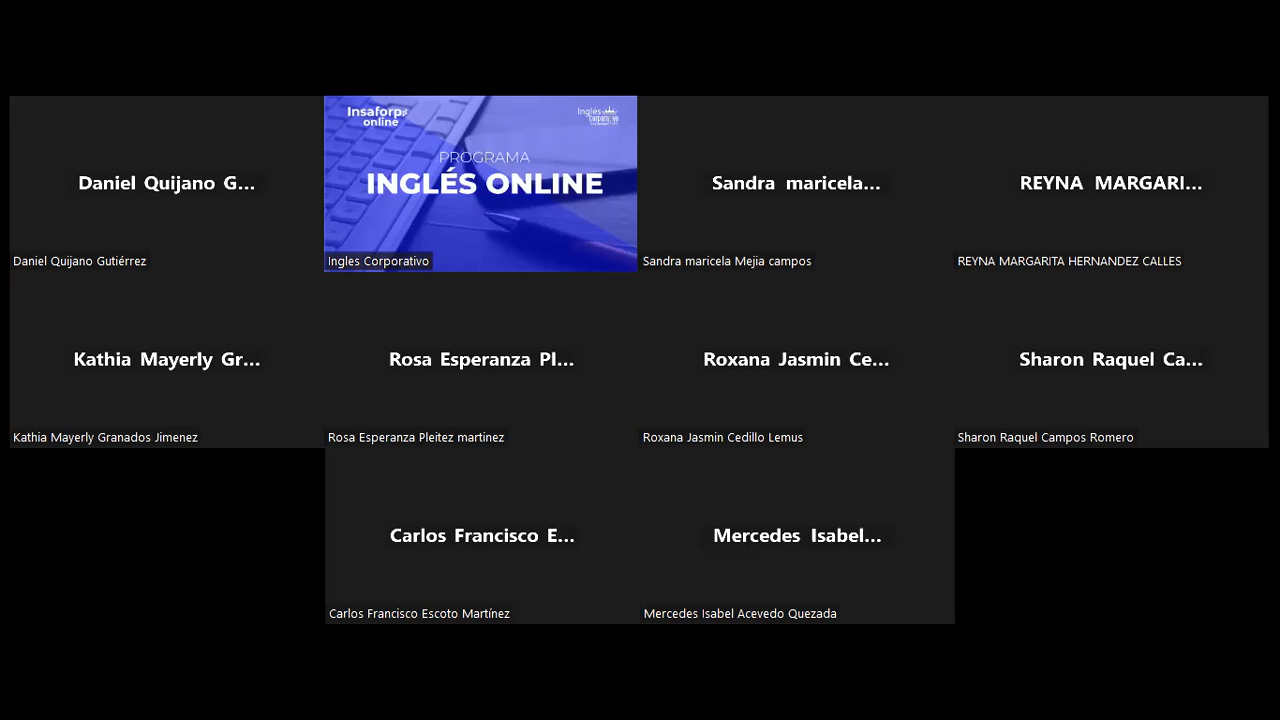 Daniel Quijano G...
Daniel Quijano Gutiérrez
Insaforp
online
Inglés
Corporativo
PROGRAMA
INGLÉS ONLINE
Ingles Corporativo
Sandra maricela...
Sandra maricela Mejia campos
REYNA MARGARI...
REYNA MARGARITA HERNANDEZ CALLES
Kathia Mayerly Gr...
Kathia Mayerly Granados Jimenez
Rosa Esperanza Pl...
Rosa Esperanza Pleitez martinez
Roxana Jasmin Ce...
Roxana Jasmin Cedillo Lemus
Sharon Raquel Ca...
Sharon Raquel Campos Romero
Carlos Francisco E...
Carlos Francisco Escoto Martínez
Mercedes Isabel...
Mercedes Isabel Acevedo Quezada